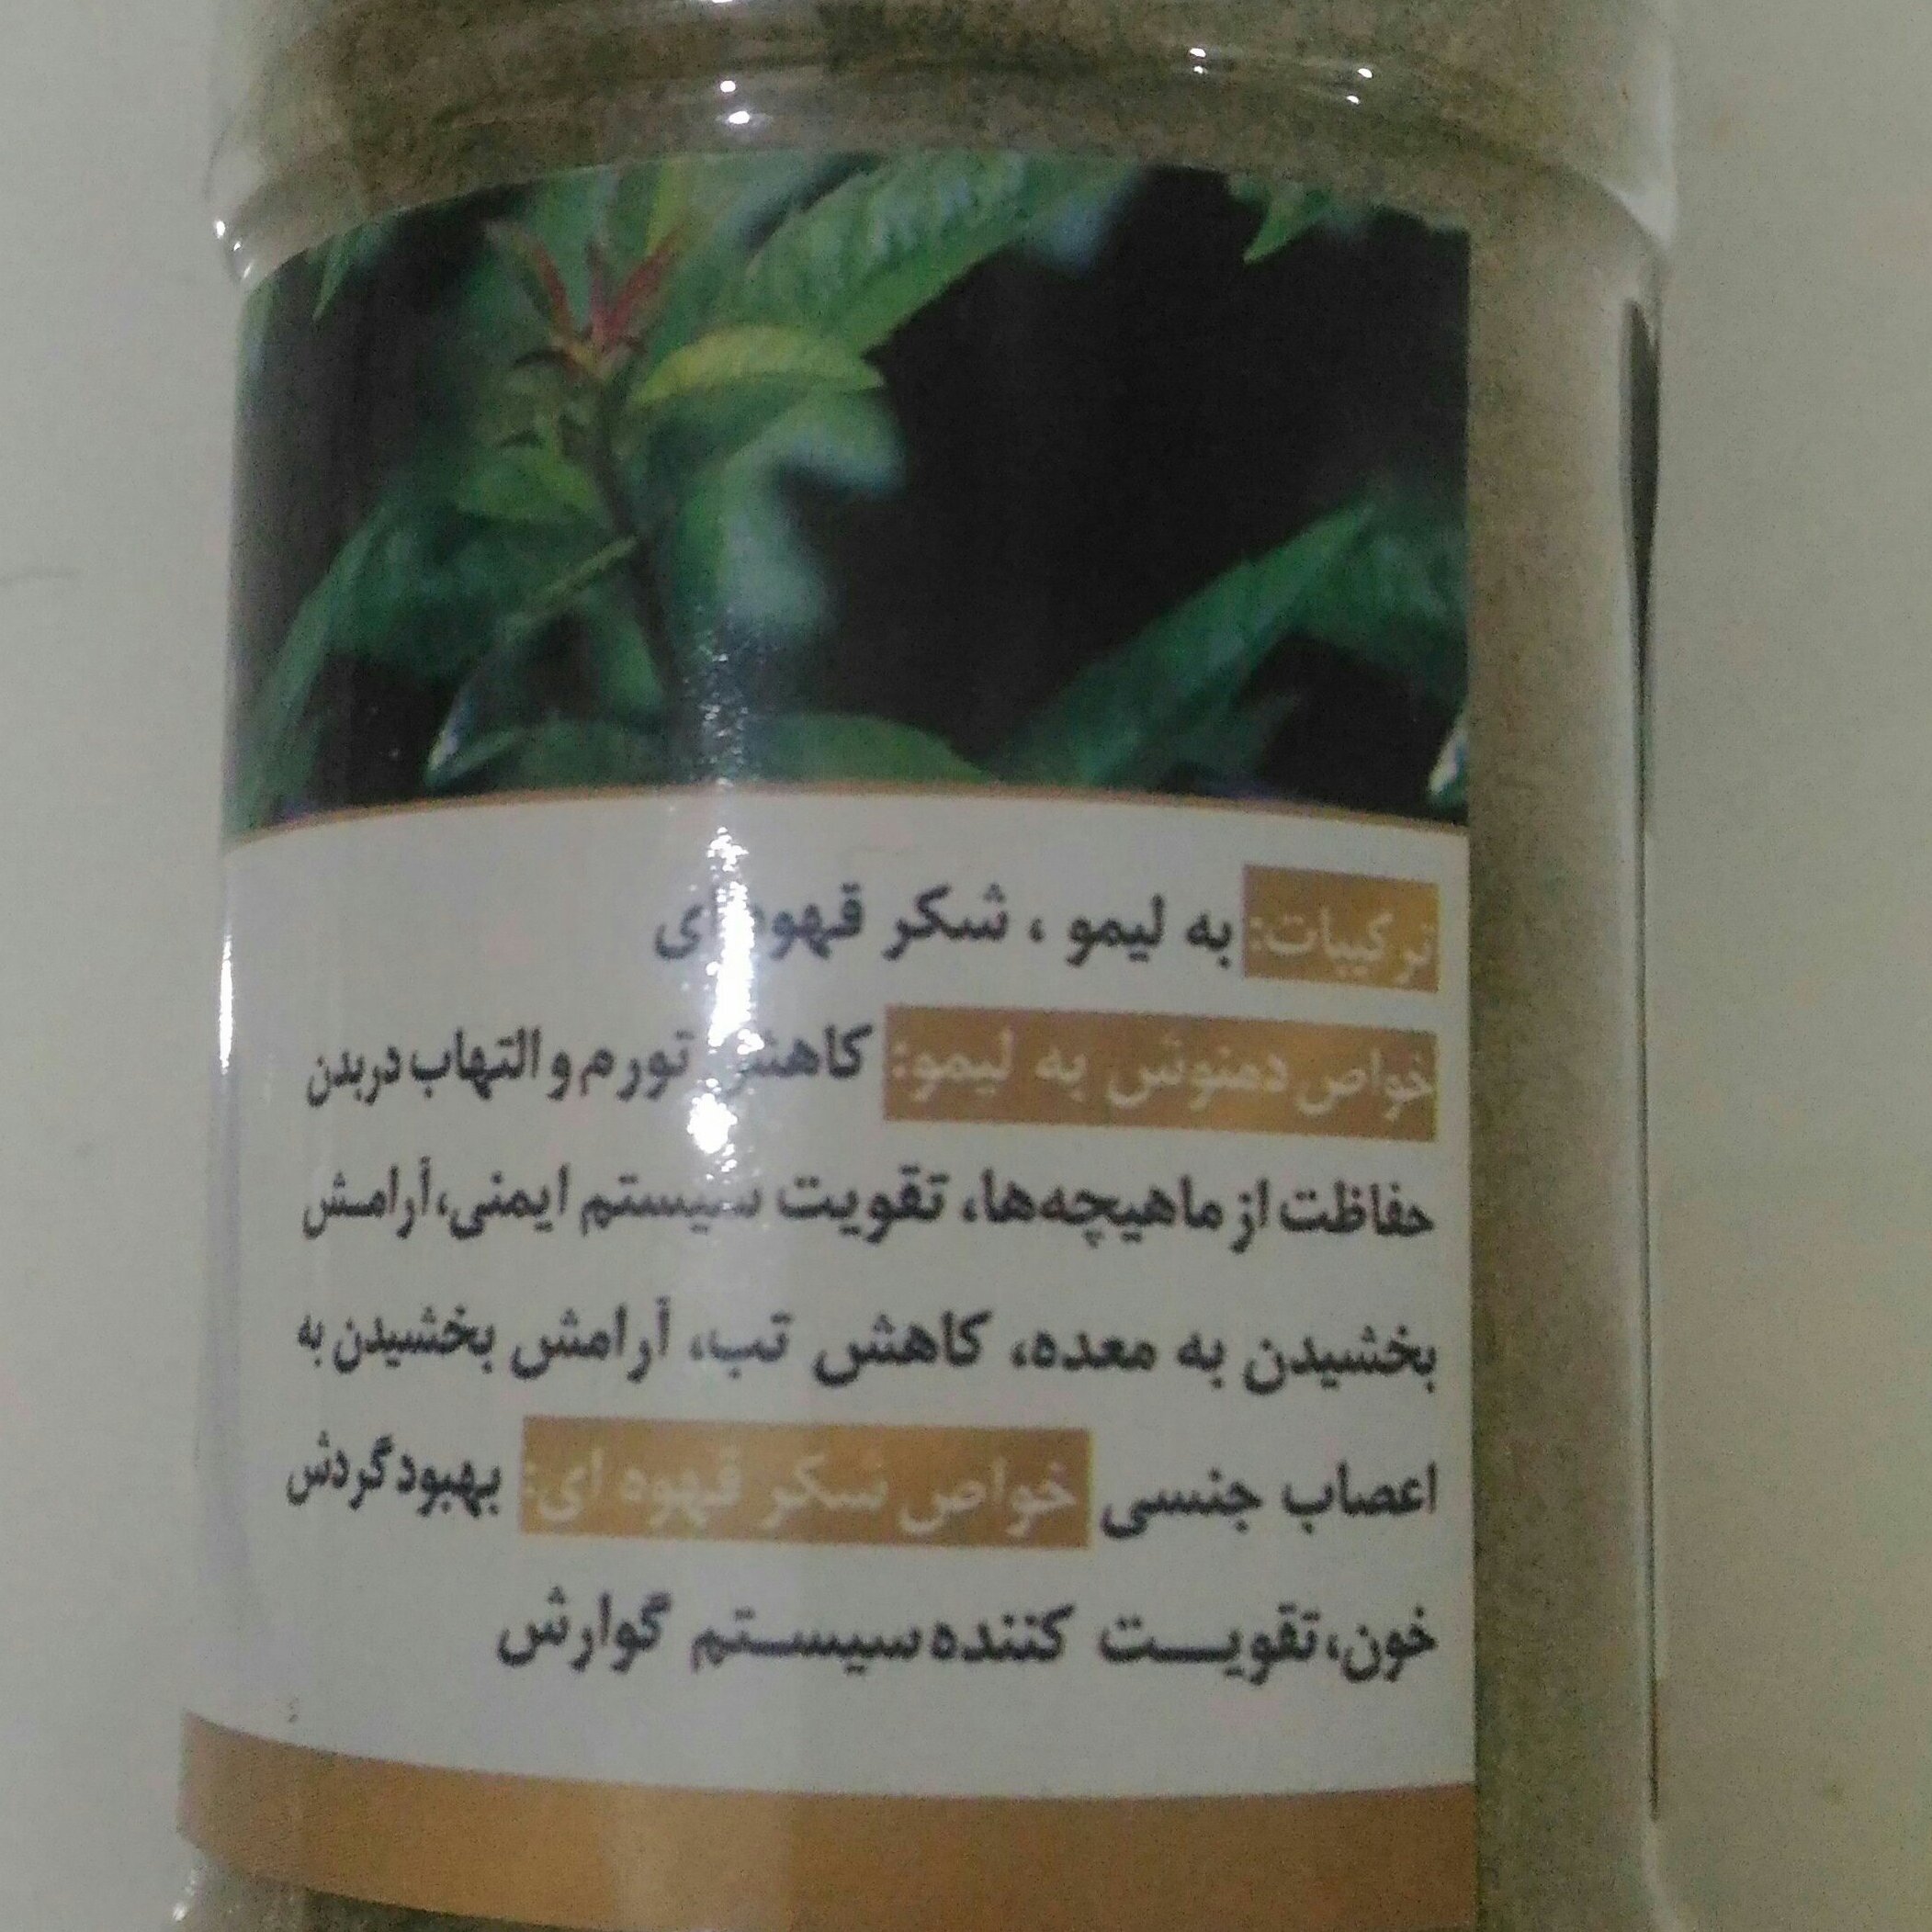 ترکیبات: به لیمو ، شکر قهوه ای
خواص دمنوش به لیمو: کاهش تورم و التهاب در بدن
حفاظت از ماهیچه‌ها، تقویت سیستم ایمنی، آرامش
بخشیدن به معده، کاهش تب، آرامش بخشیدن به
اعصاب جنسی خواص شکر قهوه ای: بهبود گردش
خون، تقویت کننده سیستم گوارش